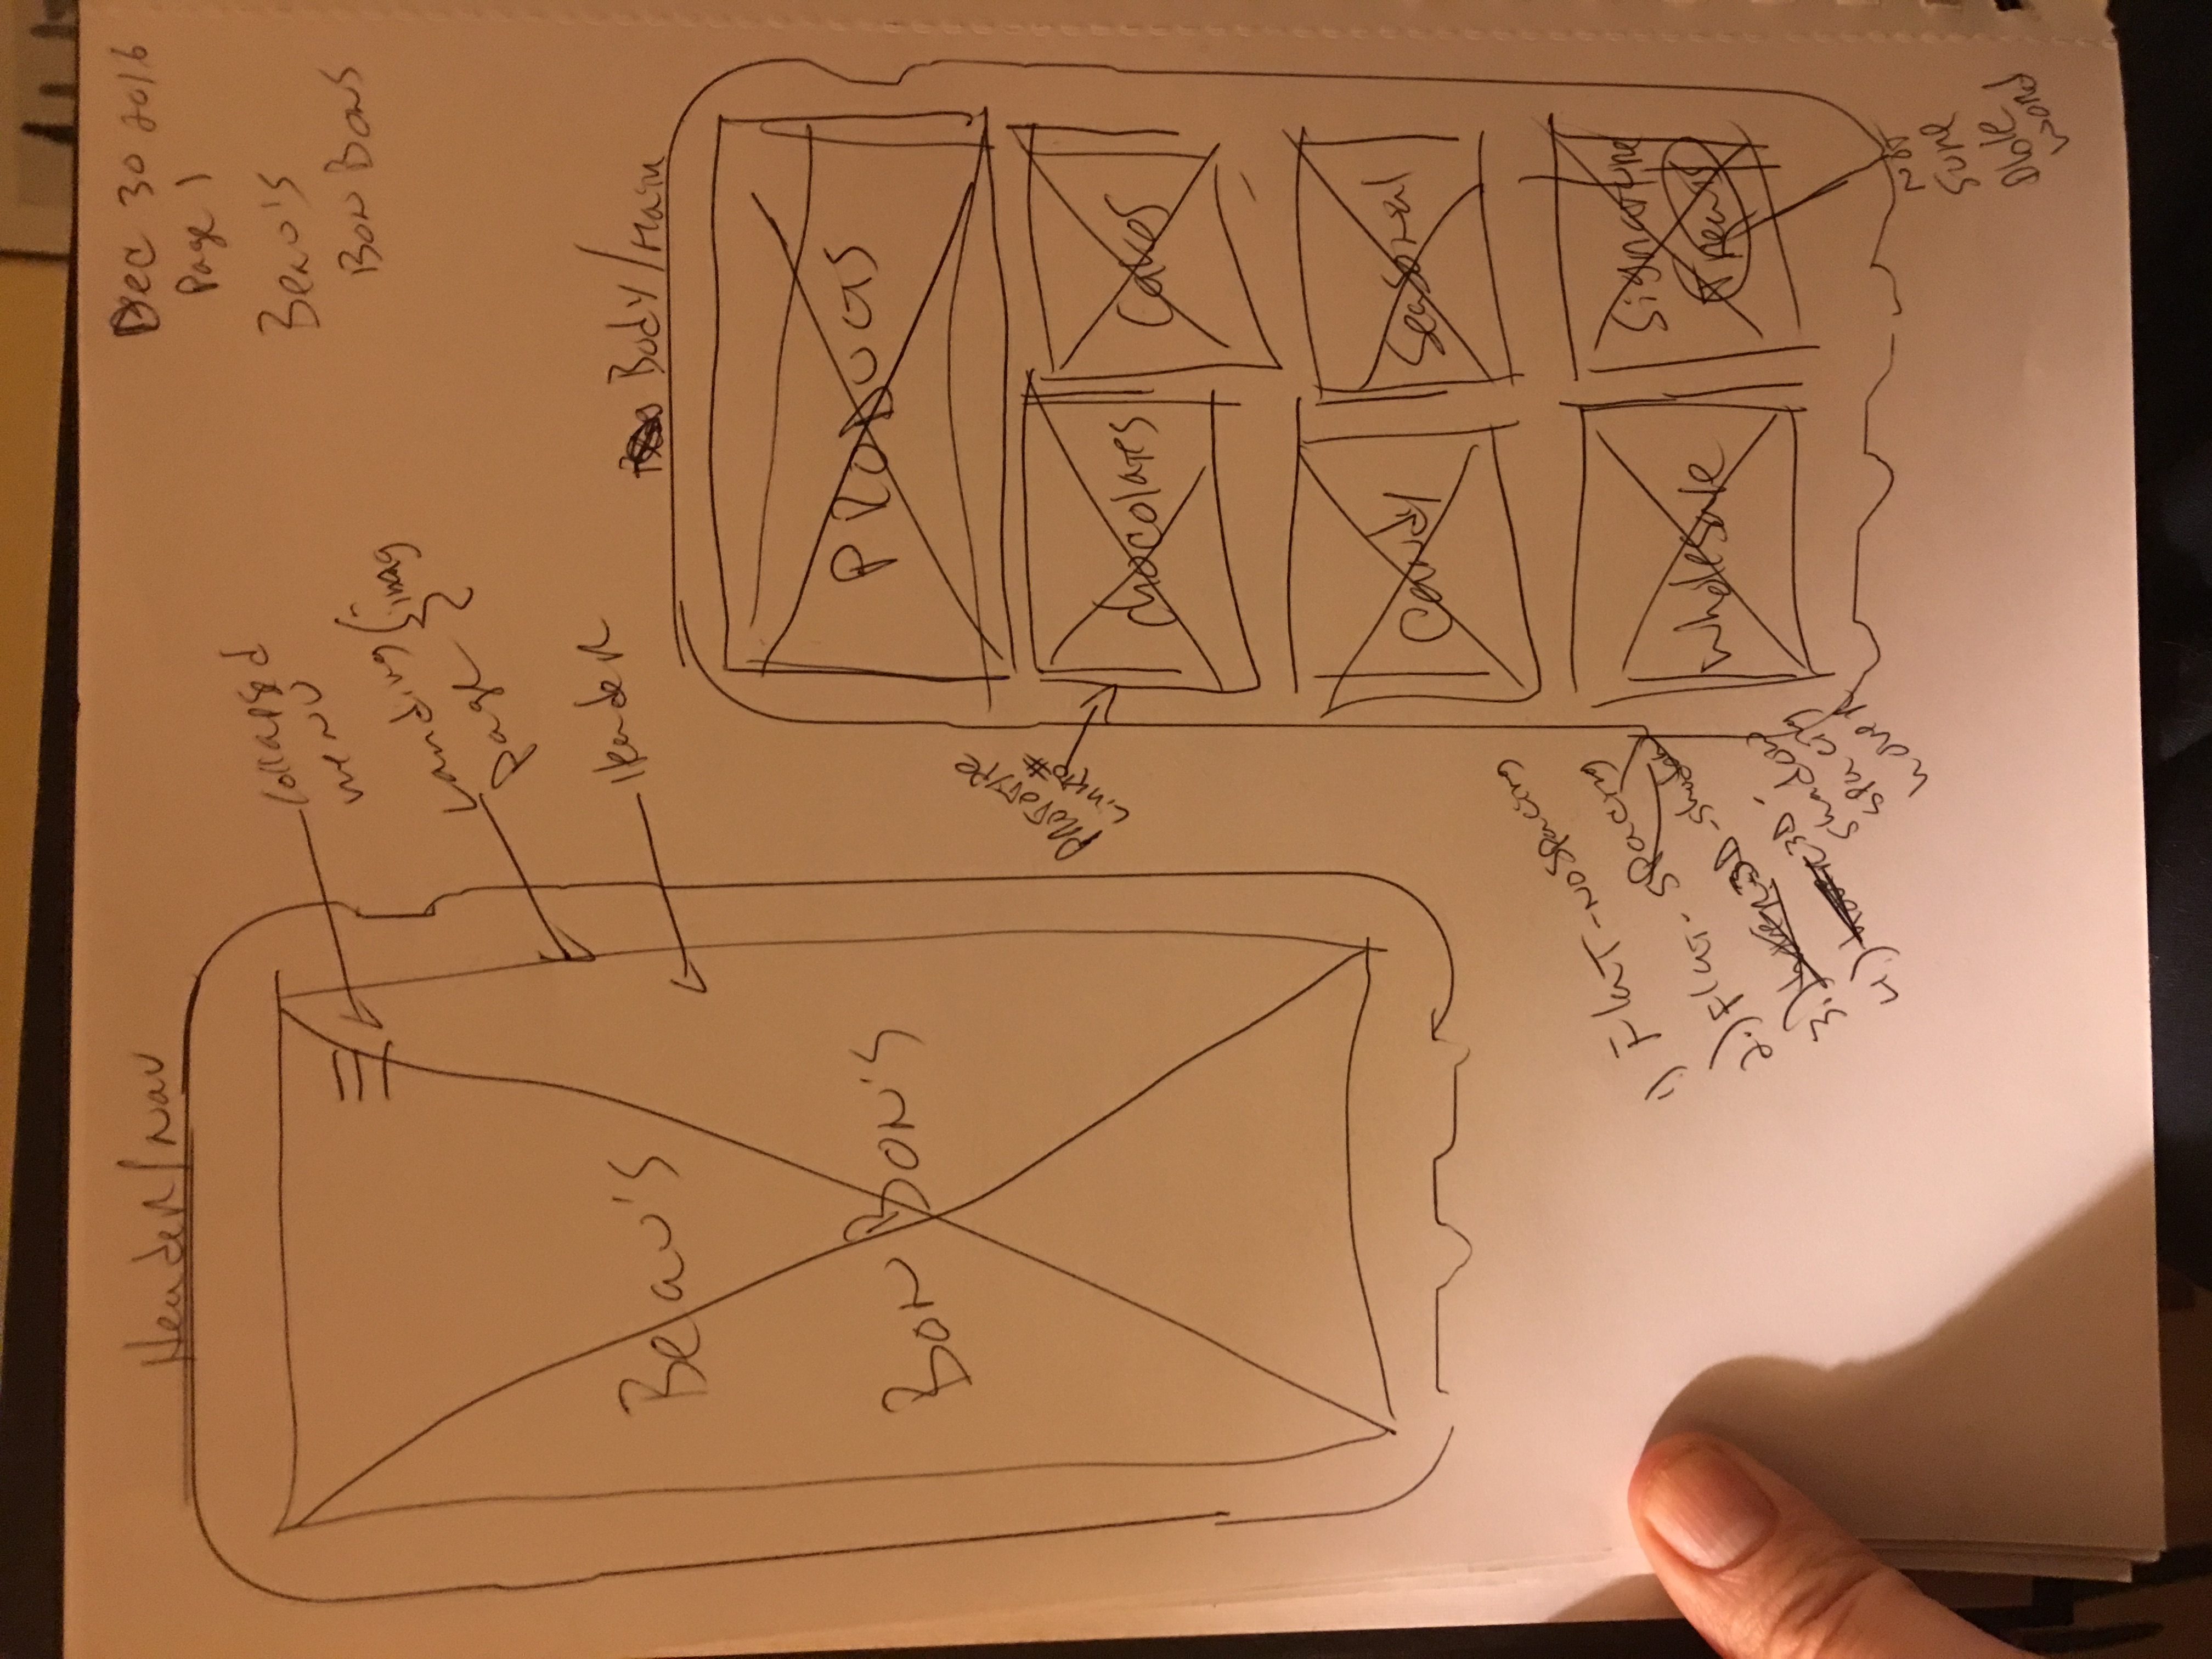 Header/Nav
Dec 30 2016
Page 1
Beau's
Bon Bons
Collapsed
menu
Landing
page
imag
Header
Beau's
Bon Bon's
Body/Main
PRODUCTS
PROTOTYPE
Link to #
Chocolates
Cakes
Candy
Seasonal
Wholesale
Signature
Treats
1) Flat - no spacing
2.) Flat - spacing
3.) 3D - shadow
4.) 3D -
shadow
spacing
hover
Not
sure
Dble
word